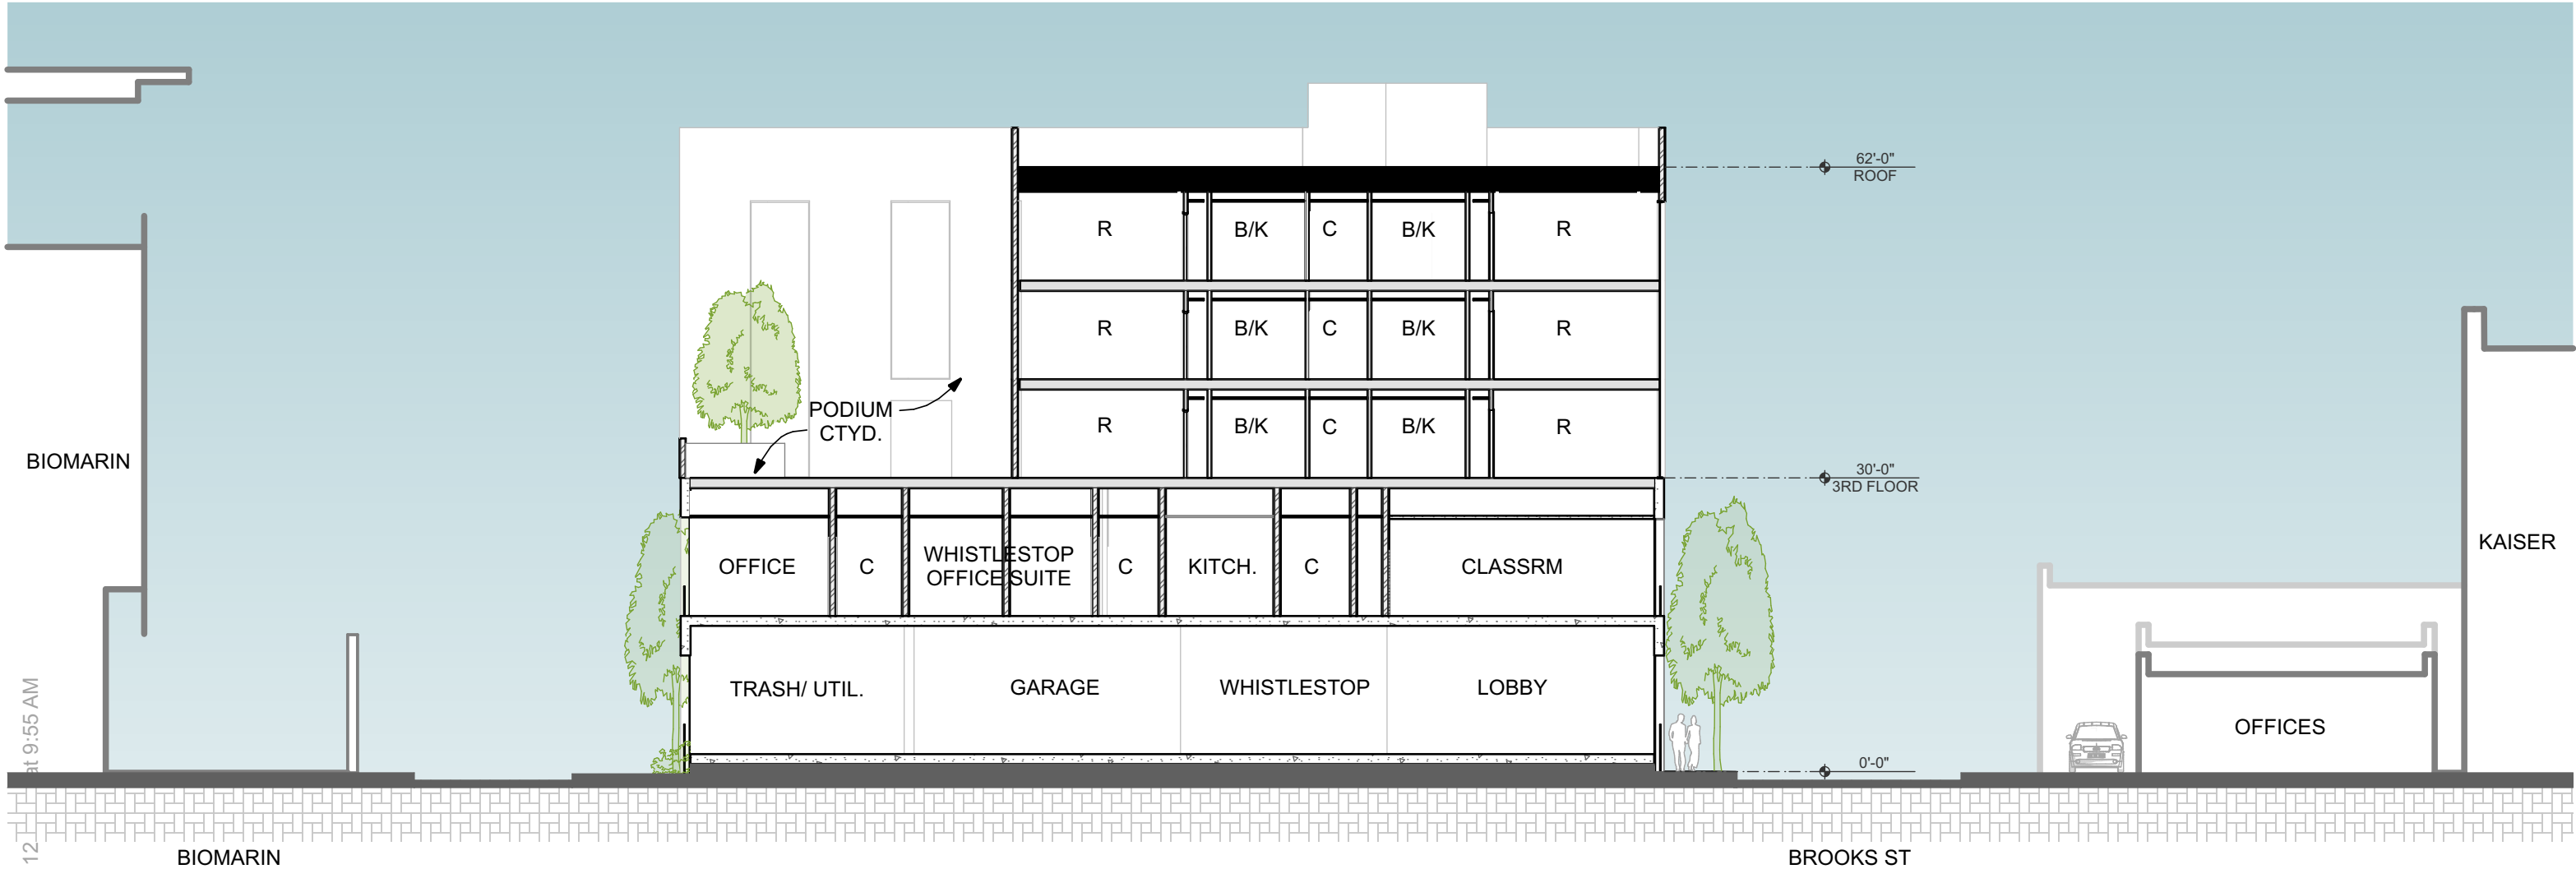 62'-0"
ROOF
R B/K C B/K R
R B/K C B/K R
PODIUM
CTYD.
R B/K C B/K R
BIOMARIN
30'-0"
3RD FLOOR
KAISER
OFFICE C WHISTLESTOP
OFFICE SUITE C KITCH. C CLASSRM
TRASH/ UTIL. GARAGE WHISTLESTOP LOBBY
OFFICES
0'-0"
12
at 9:55 AM
BIOMARIN
BROOKS ST